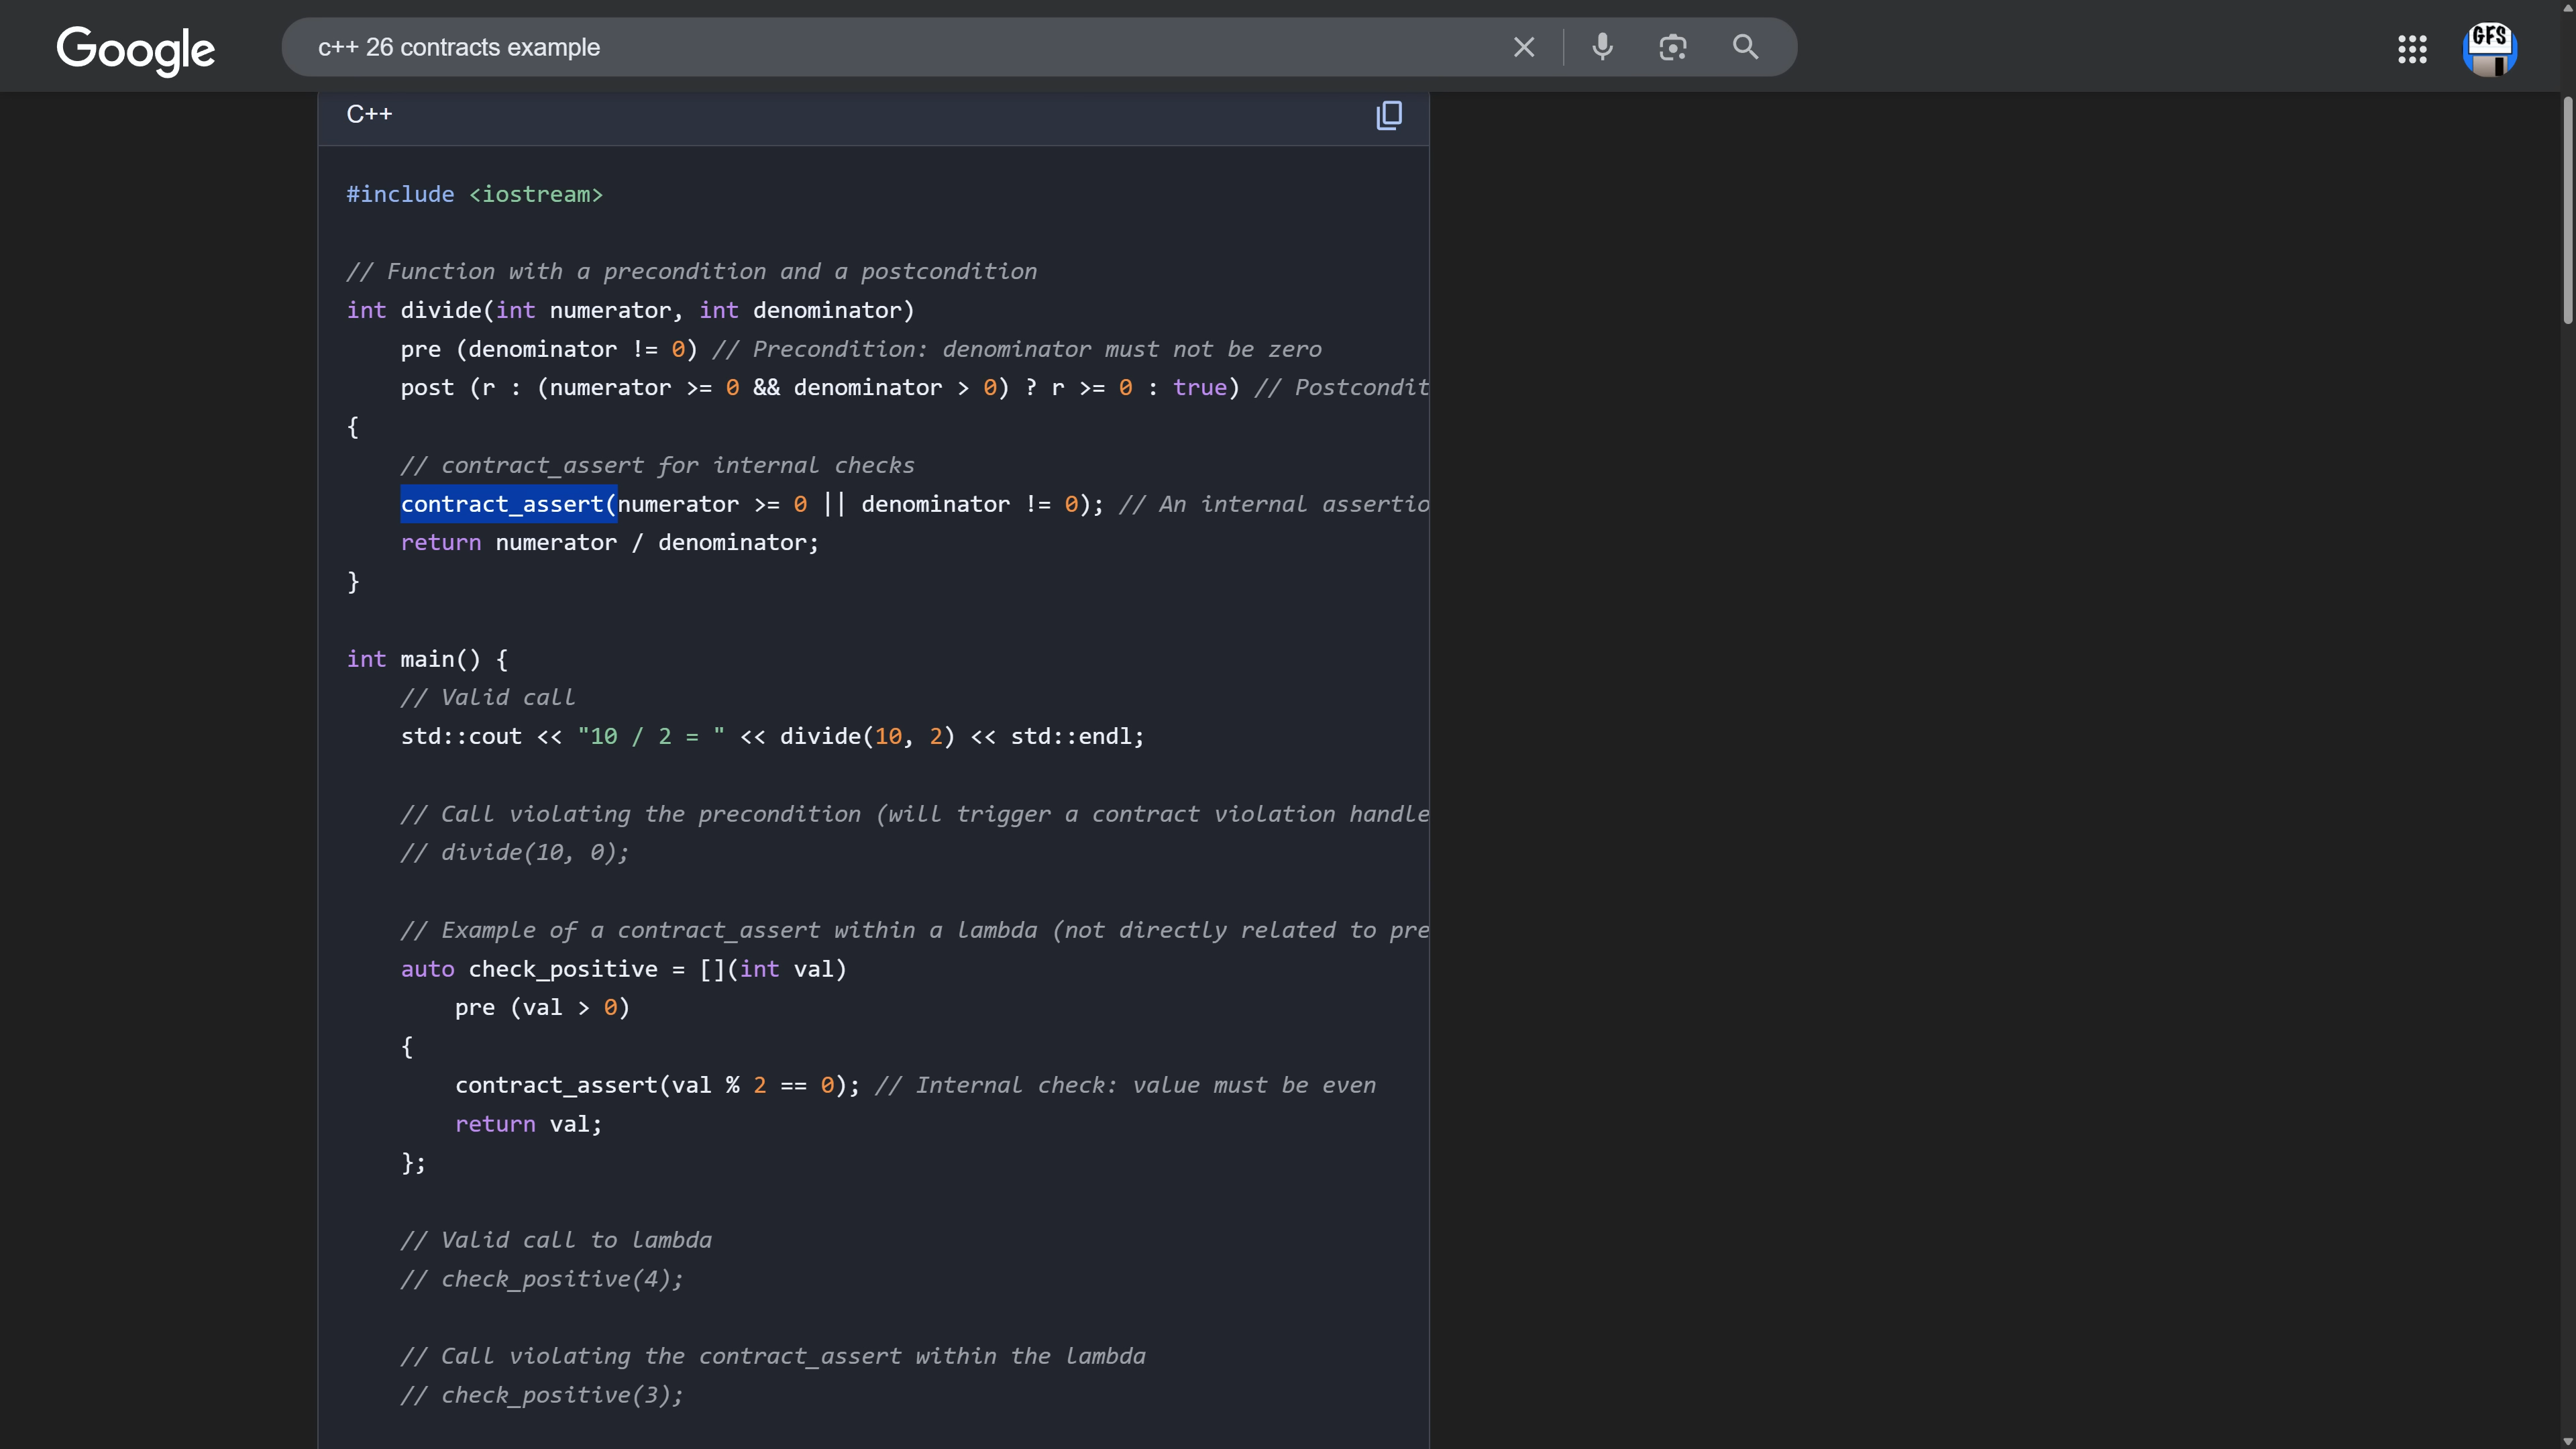 Google
c++ 26 contracts example
GFS
C++
#include <iostream>
// Function with a precondition and a postcondition
int divide(int numerator, int denominator)
    pre (denominator != 0) // Precondition: denominator must not be zero
    post (r : (numerator >= 0 && denominator > 0) ? r >= 0 : true) // Postcondit
{
    // contract_assert for internal checks
    contract_assert(numerator >= 0 || denominator != 0); // An internal assertio
    return numerator / denominator;
}
int main() {
    // Valid call
    std::cout << "10 / 2 = " << divide(10, 2) << std::endl;
    // Call violating the precondition (will trigger a contract violation handle
    // divide(10, 0);
    // Example of a contract_assert within a lambda (not directly related to pre
    auto check_positive = [](int val)
        pre (val > 0)
    {
        contract_assert(val % 2 == 0); // Internal check: value must be even
        return val;
    };
    // Valid call to lambda
    // check_positive(4);
    // Call violating the contract_assert within the lambda
    // check_positive(3);